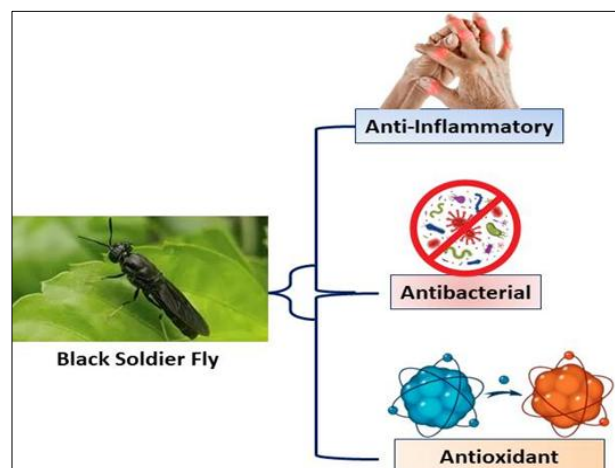 Anti-Inflammatory
Antibacterial
Black Soldier Fly
Antioxidant